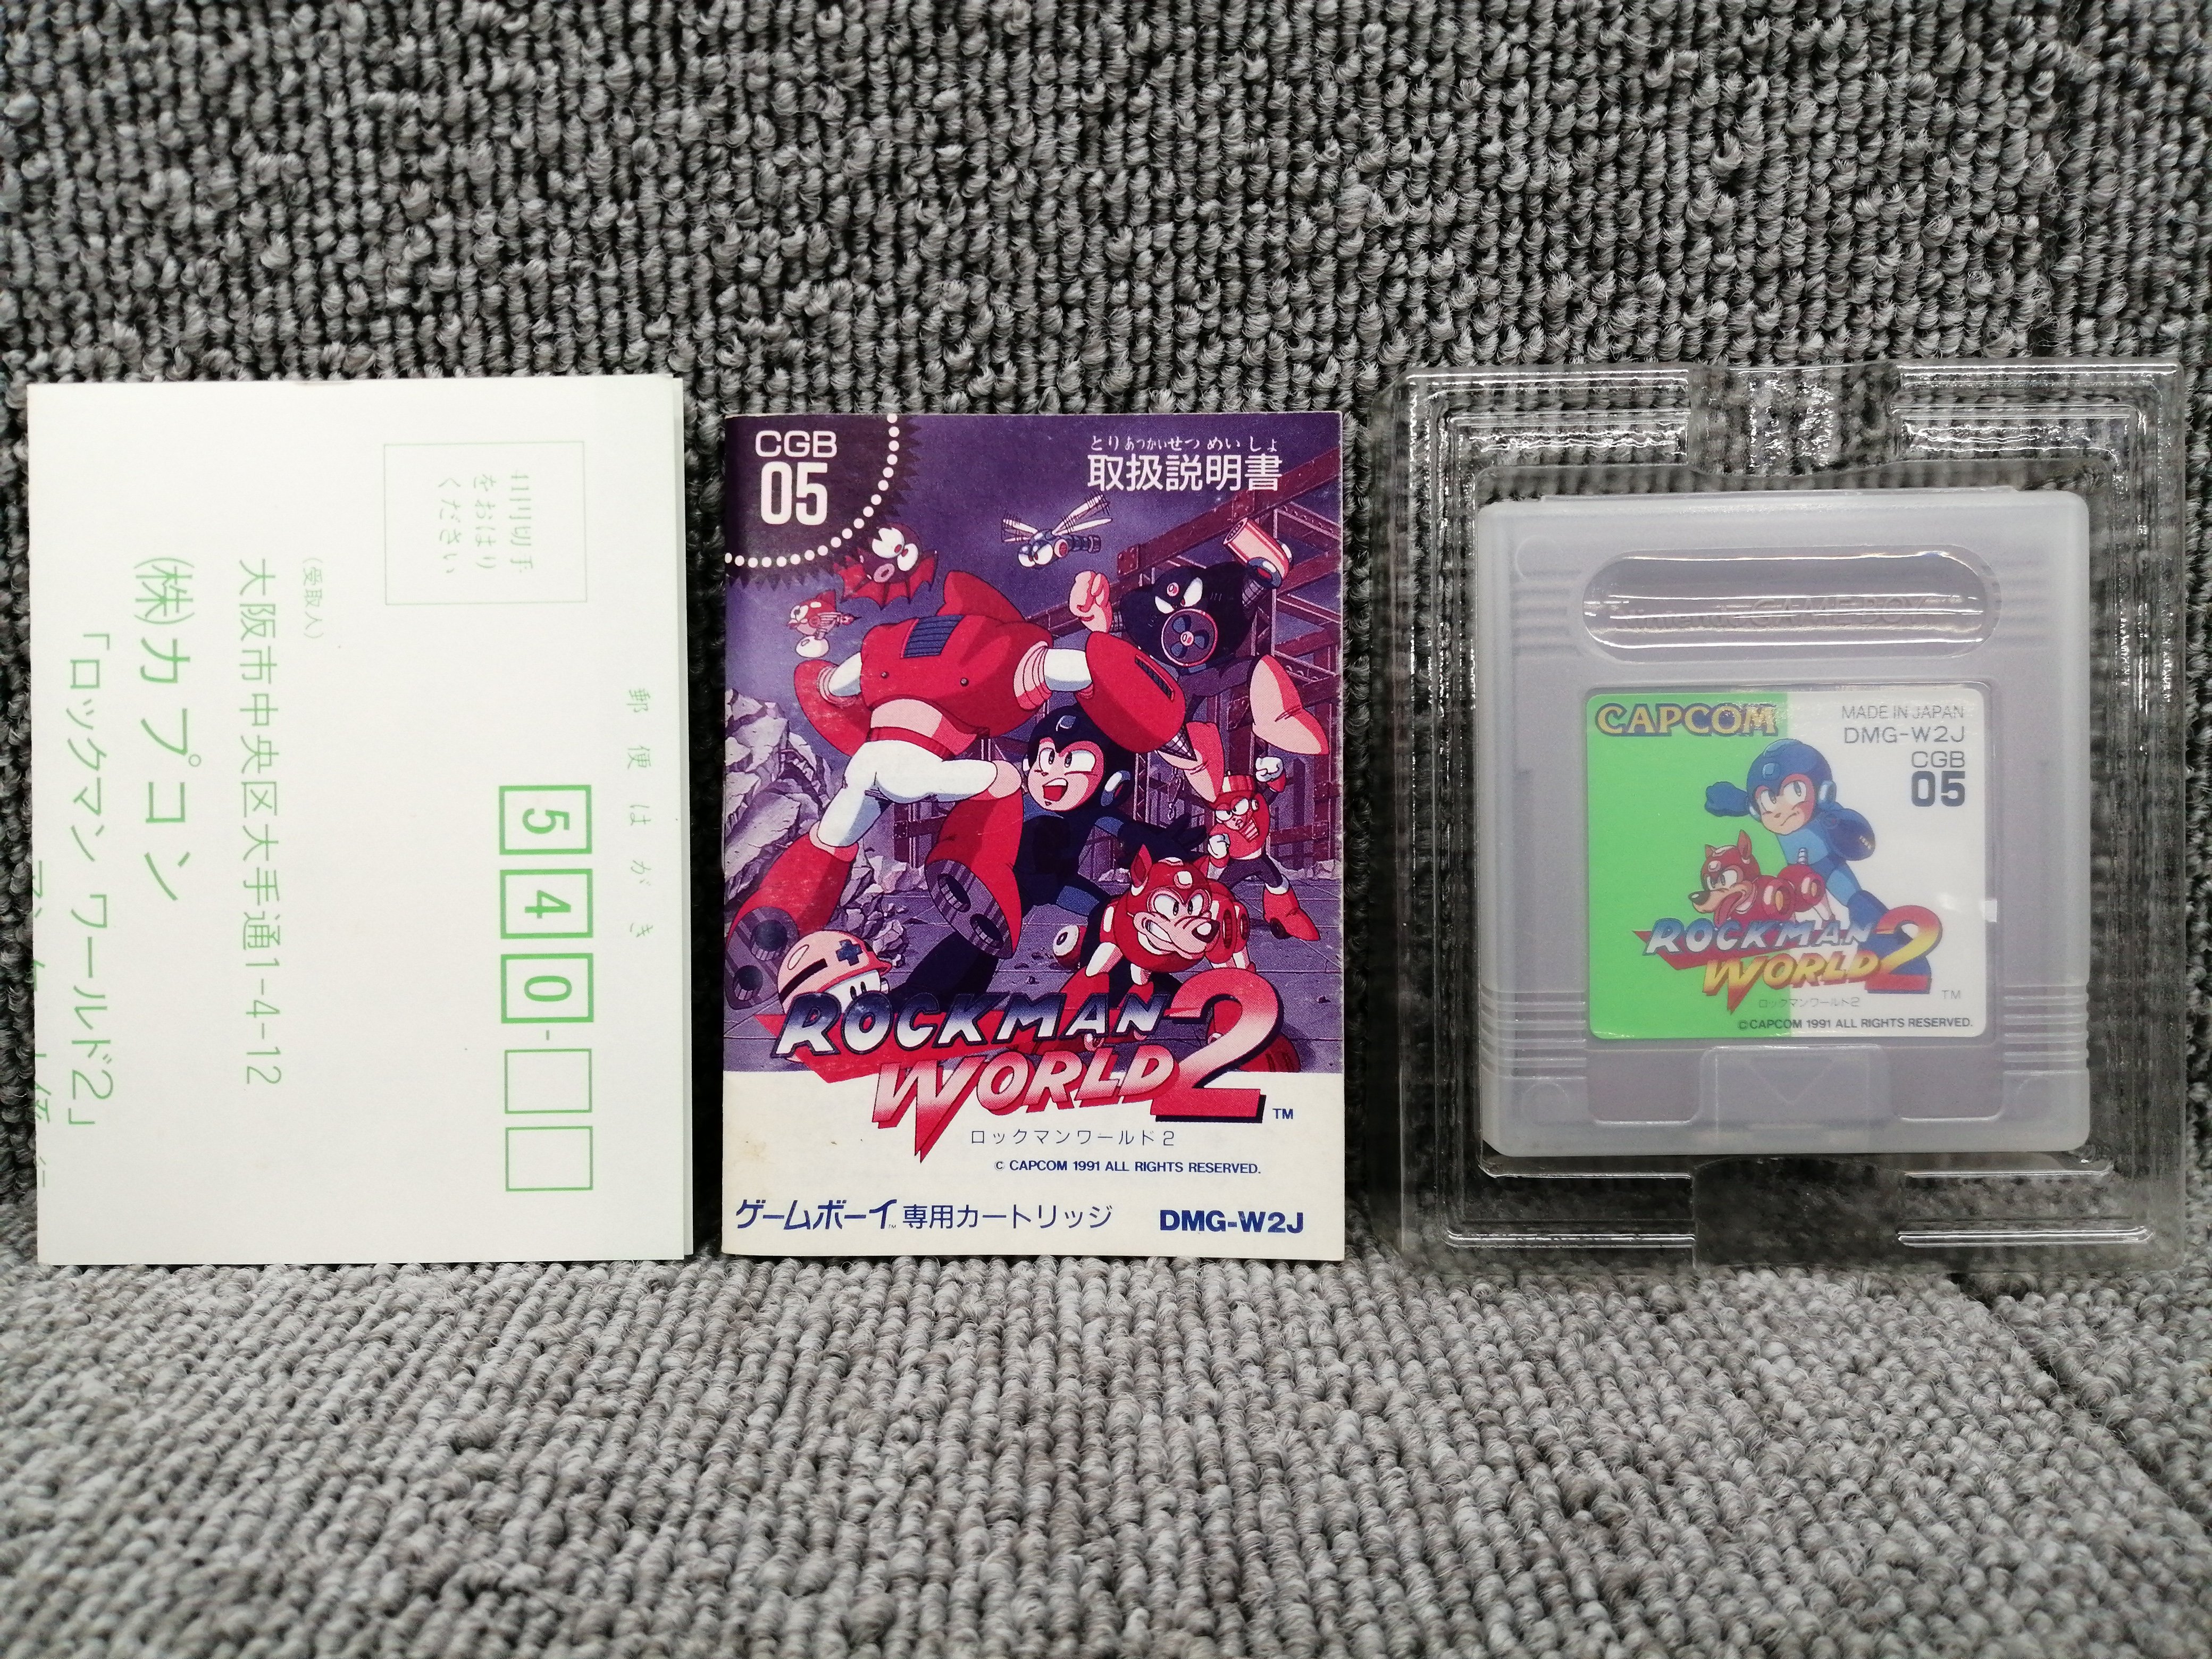 41円切手
をおはり
ください
郵便はがき
540-
(受取人)
大阪市中央区大手通1-4-12
(株)カプコン
「ロックマン ワールド2」
CGB
05
とりあつかいせつめいしょ
取扱説明書
ROCKMAN
WORLD 2
TM
ロックマンワールド2
© CAPCOM 1991 ALL RIGHTS RESERVED.
ゲームボーイ™専用カートリッジ
DMG-W2J
Nintendo GAME BOY
CAPCOM
MADE IN JAPAN
DMG-W2J
CGB
05
ROCKMAN
WORLD 2
TM
ロックマンワールド2
© CAPCOM 1991 ALL RIGHTS RESERVED.